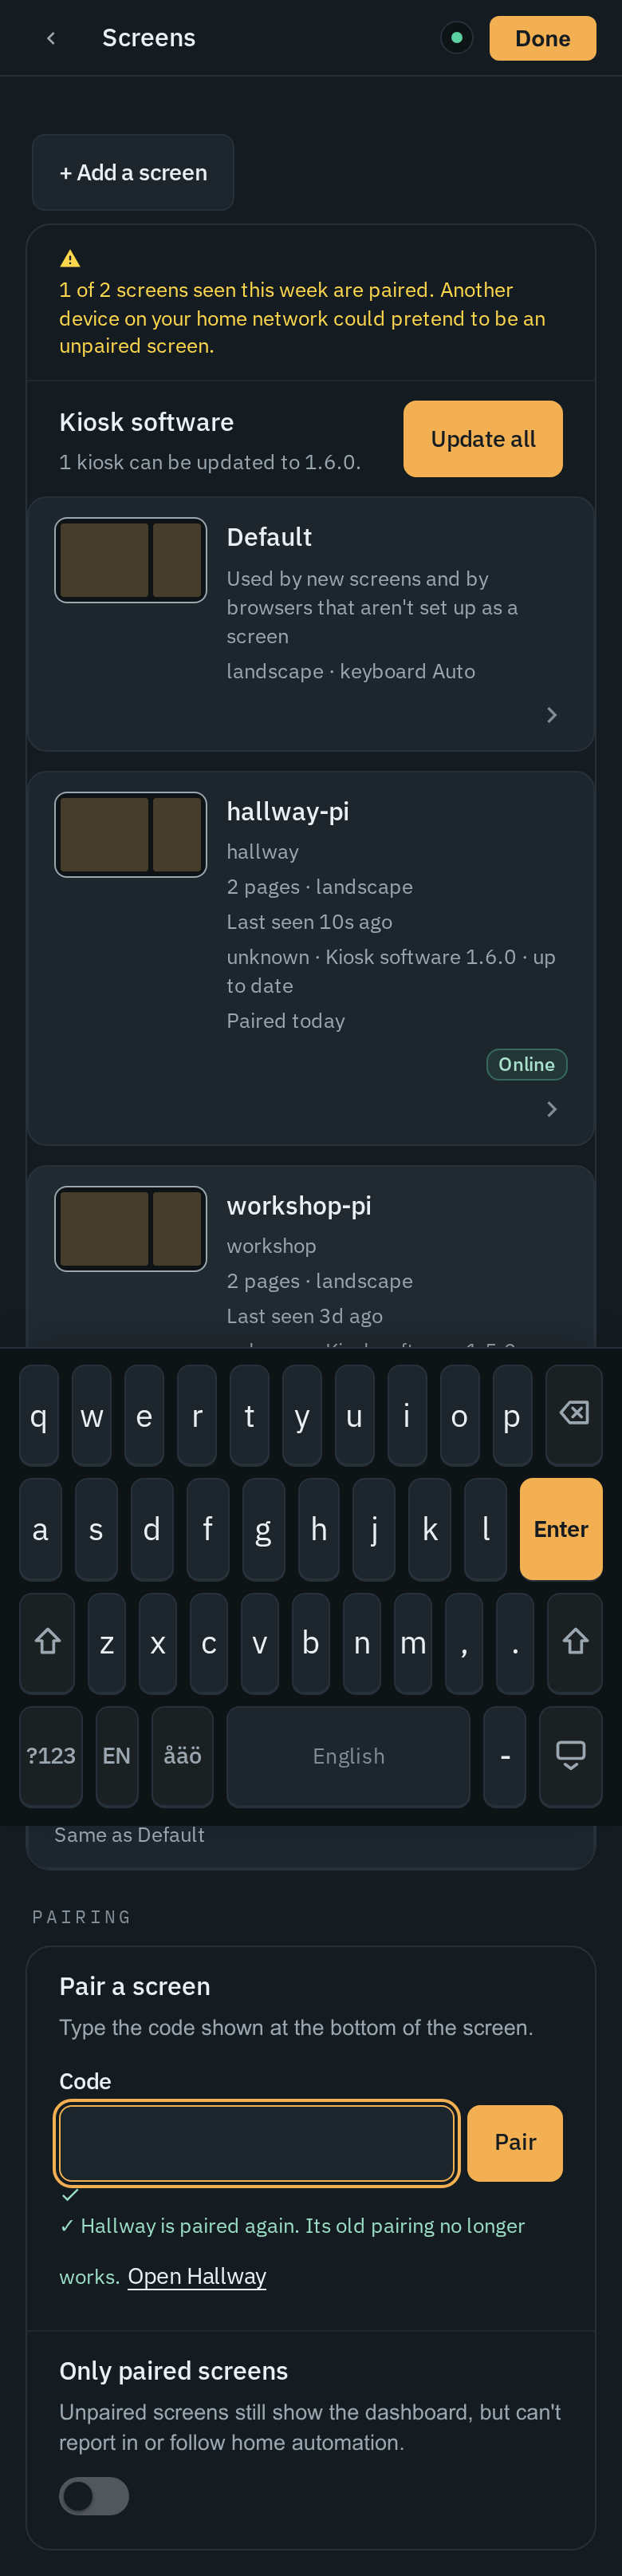 Screens
Done
+ Add a screen
1 of 2 screens seen this week are paired. Another
device on your home network could pretend to be an
unpaired screen.
Kiosk software
1 kiosk can be updated to 1.6.0.
Update all
Default
Used by new screens and by
browsers that aren't set up as a
screen
landscape · keyboard Auto
hallway-pi
hallway
2 pages · landscape
Last seen 10s ago
unknown · Kiosk software 1.6.0 · up
to date
Paired today
Online
workshop-pi
workshop
2 pages · landscape
Last seen 3d ago
q w e r t y u i o p
a s d f g h j k l Enter
z x c v b n m , .
?123 EN åäö English -
Same as Default
PAIRING
Pair a screen
Type the code shown at the bottom of the screen.
Code
Pair
✓ Hallway is paired again. Its old pairing no longer
works. Open Hallway
Only paired screens
Unpaired screens still show the dashboard, but can't
report in or follow home automation.